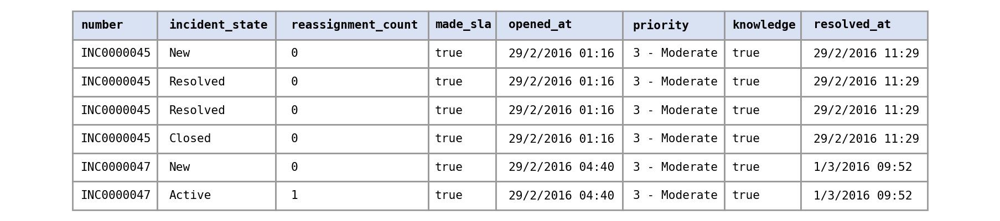 number incident_state reassignment_count made_sla opened_at priority knowledge resolved_at
INC0000045 New 0 true 29/2/2016 01:16 3 - Moderate true 29/2/2016 11:29
INC0000045 Resolved 0 true 29/2/2016 01:16 3 - Moderate true 29/2/2016 11:29
INC0000045 Resolved 0 true 29/2/2016 01:16 3 - Moderate true 29/2/2016 11:29
INC0000045 Closed 0 true 29/2/2016 01:16 3 - Moderate true 29/2/2016 11:29
INC0000047 New 0 true 29/2/2016 04:40 3 - Moderate true 1/3/2016 09:52
INC0000047 Active 1 true 29/2/2016 04:40 3 - Moderate true 1/3/2016 09:52